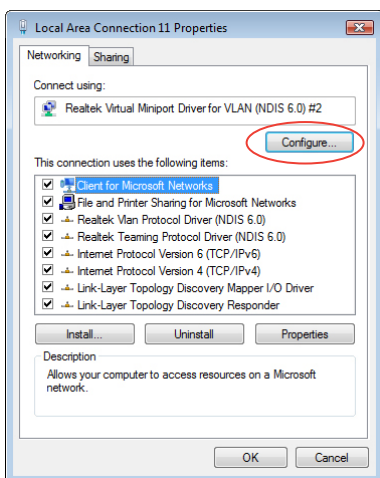 Local Area Connection 11 Properties
Networking Sharing
Connect using:
Realtek Virtual Miniport Driver for VLAN (NDIS 6.0) #2
Configure...
This connection uses the following items:
Client for Microsoft Networks
File and Printer Sharing for Microsoft Networks
Realtek Vlan Protocol Driver (NDIS 6.0)
Realtek Teaming Protocol Driver (NDIS 6.0)
Internet Protocol Version 6 (TCP/IPv6)
Internet Protocol Version 4 (TCP/IPv4)
Link-Layer Topology Discovery Mapper I/O Driver
Link-Layer Topology Discovery Responder
Install... Uninstall Properties
Description
Allows your computer to access resources on a Microsoft
network.
OK Cancel